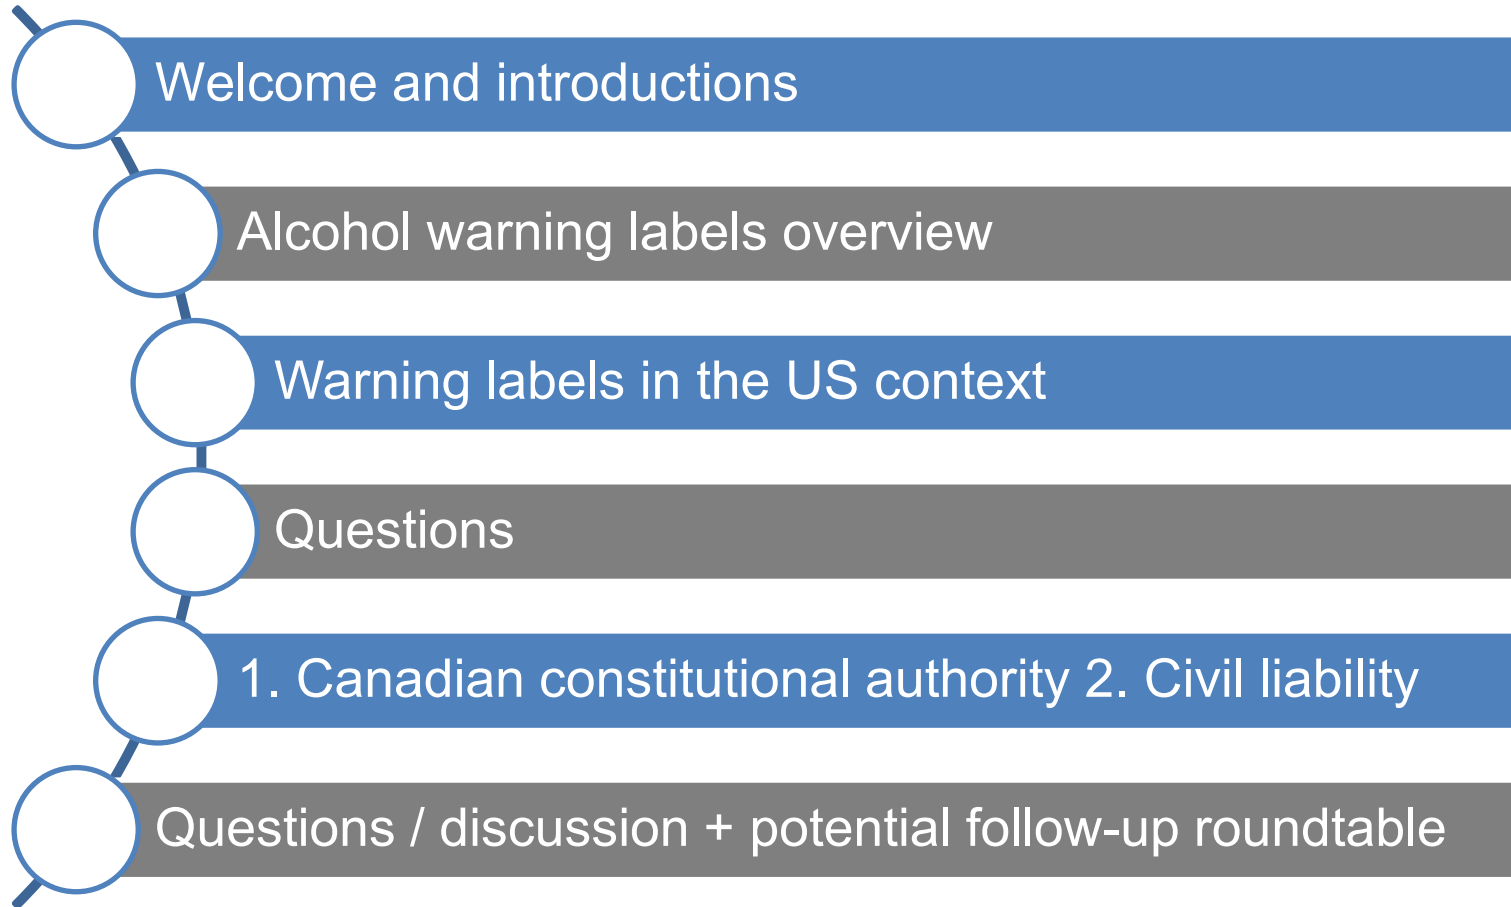 Welcome and introductions
Alcohol warning labels overview
Warning labels in the US context
Questions
1. Canadian constitutional authority 2. Civil liability
Questions / discussion + potential follow-up roundtable